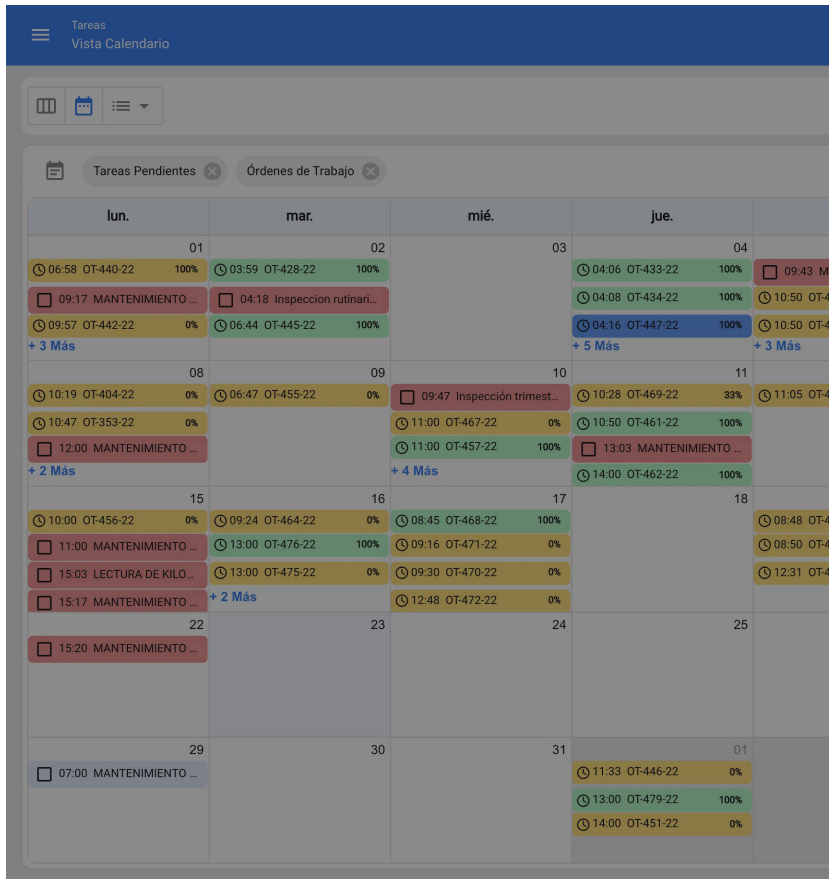 Tareas
Vista Calendario
Tareas Pendientes Órdenes de Trabajo
lun. mar. mié. jue.
01 02 03 04
06:58 OT-440-22 100% 03:59 OT-428-22 100% 04:06 OT-433-22 100% 09:43 M
09:17 MANTENIMIENTO ... 04:18 Inspeccion rutinari... 04:08 OT-434-22 100% 10:50 OT-4
09:57 OT-442-22 0% 06:44 OT-445-22 100% 04:16 OT-447-22 100% 10:50 OT-4
+ 3 Más + 5 Más + 3 Más
08 09 10 11
10:19 OT-404-22 0% 06:47 OT-455-22 0% 09:47 Inspección trimest... 10:28 OT-469-22 33% 11:05 OT-4
10:47 OT-353-22 0% 11:00 OT-467-22 0% 10:50 OT-461-22 100%
12:00 MANTENIMIENTO ... 11:00 OT-457-22 100% 13:03 MANTENIMIENTO ...
+ 2 Más + 4 Más 14:00 OT-462-22 100%
15 16 17 18
10:00 OT-456-22 0% 09:24 OT-464-22 0% 08:45 OT-468-22 100% 08:48 OT-4
11:00 MANTENIMIENTO ... 13:00 OT-476-22 100% 09:16 OT-471-22 0% 08:50 OT-4
15:03 LECTURA DE KILO... 13:00 OT-475-22 0% 09:30 OT-470-22 0% 12:31 OT-4
15:17 MANTENIMIENTO ... + 2 Más 12:48 OT-472-22 0%
22 23 24 25
15:20 MANTENIMIENTO ...
29 30 31 01
07:00 MANTENIMIENTO ... 11:33 OT-446-22 0%
13:00 OT-479-22 100%
14:00 OT-451-22 0%